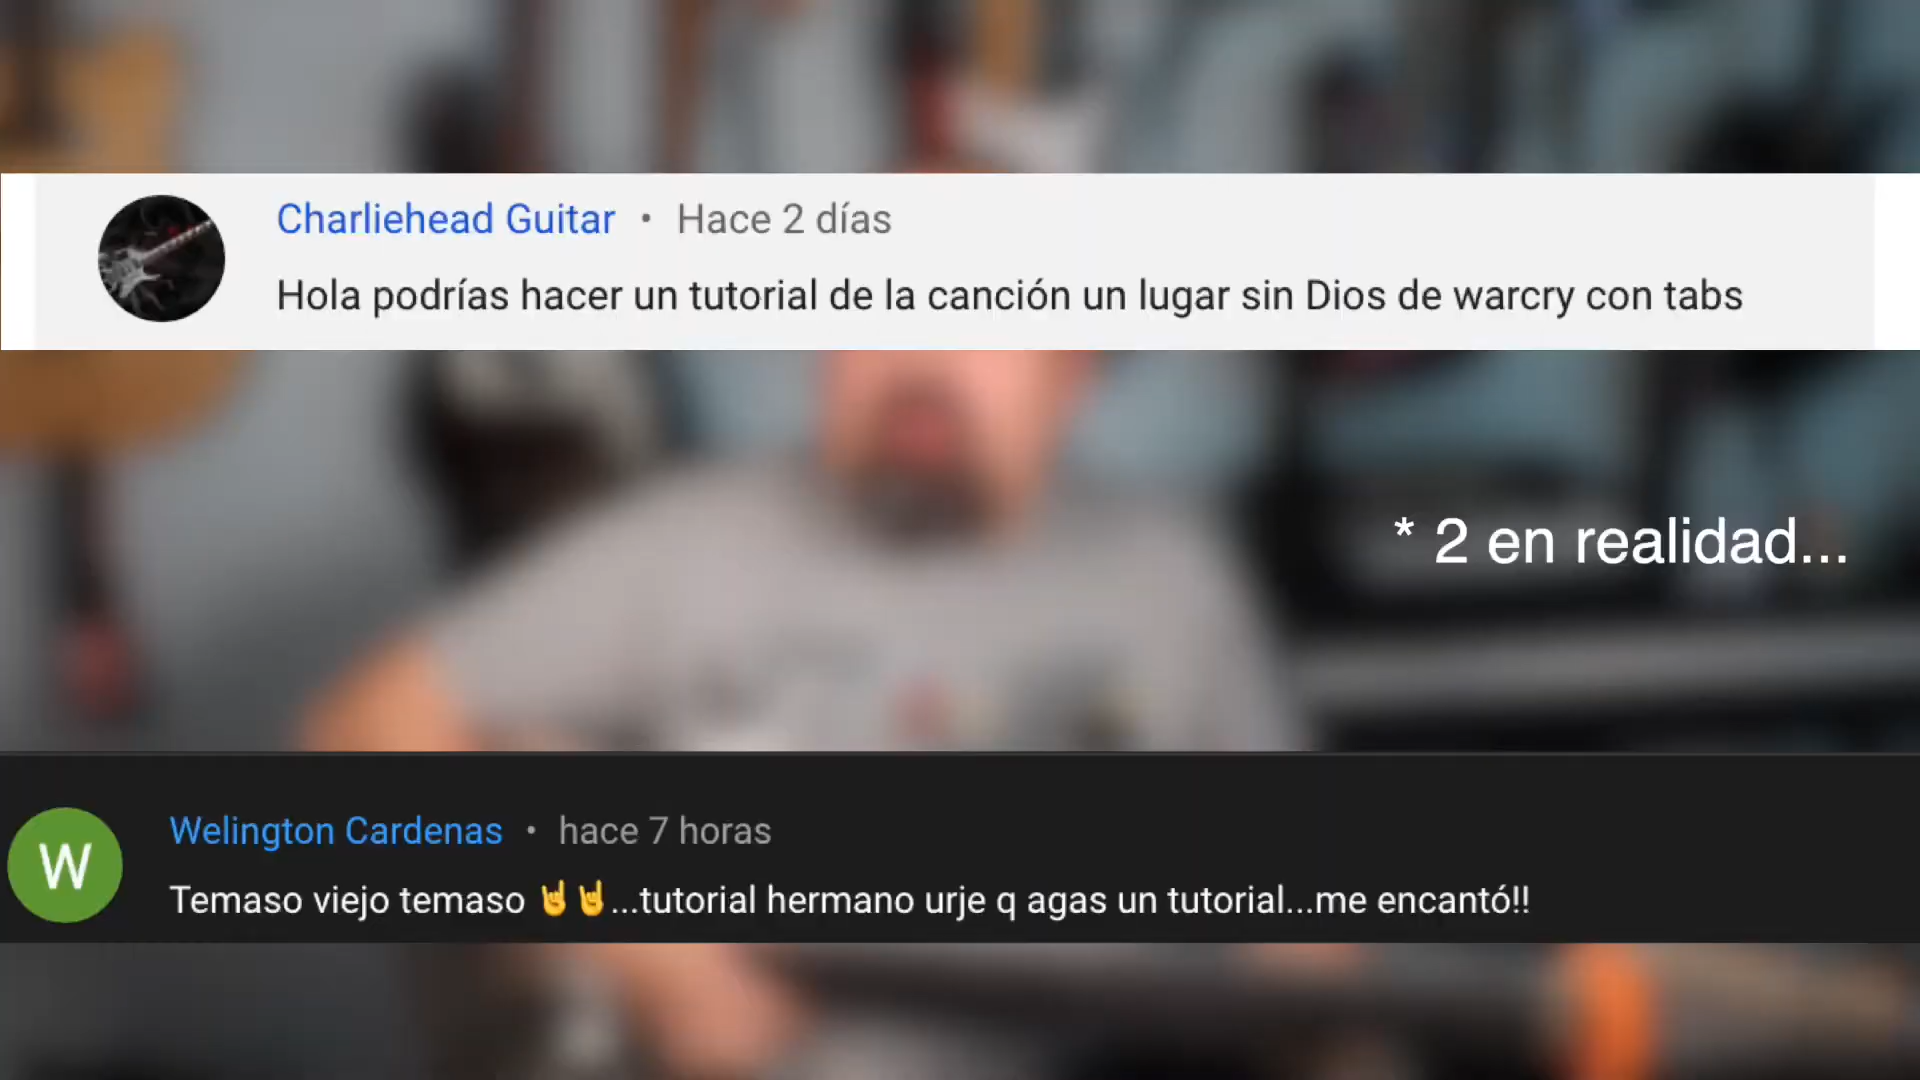 Charliehead Guitar • Hace 2 días
Hola podrías hacer un tutorial de la canción un lugar sin Dios de warcry con tabs
* 2 en realidad...
W
Welington Cardenas • hace 7 horas
Temaso viejo temaso 🤘🤘...tutorial hermano urje q agas un tutorial...me encantó!!